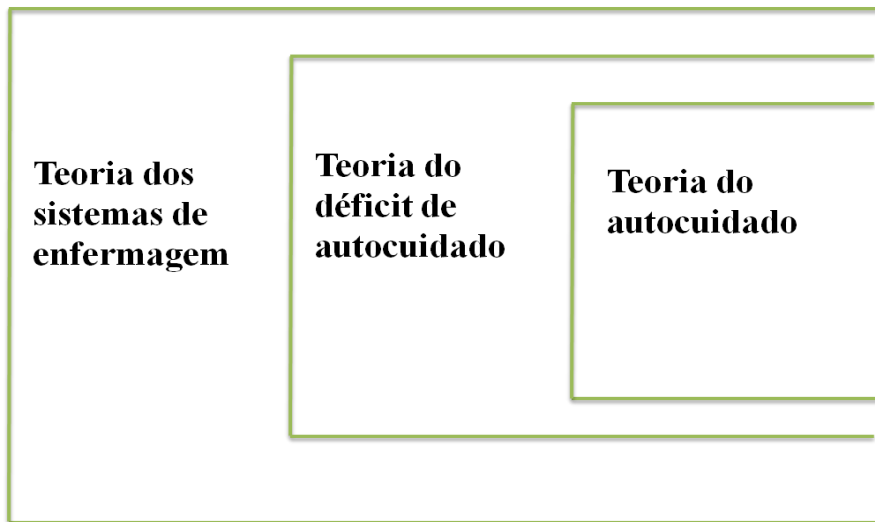 Teoria dos
sistemas de
enfermagem
Teoria do
déficit de
autocuidado
Teoria do
autocuidado